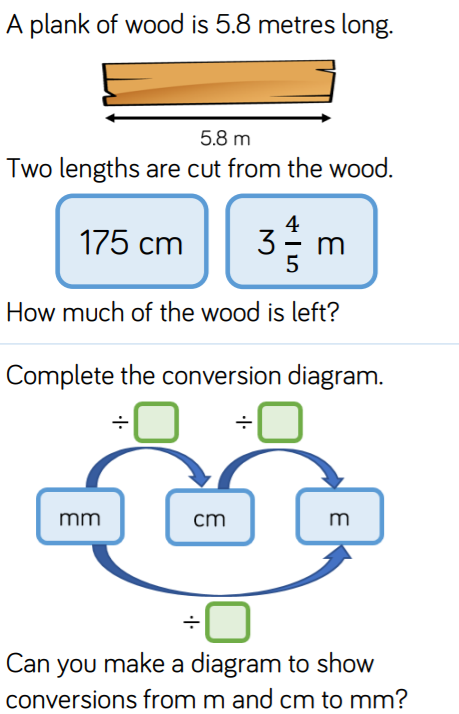 A plank of wood is 5.8 metres long.
5.8 m
Two lengths are cut from the wood.
175 cm
3 4/5 m
How much of the wood is left?
Complete the conversion diagram.
÷ ÷
mm cm m
÷
Can you make a diagram to show
conversions from m and cm to mm?